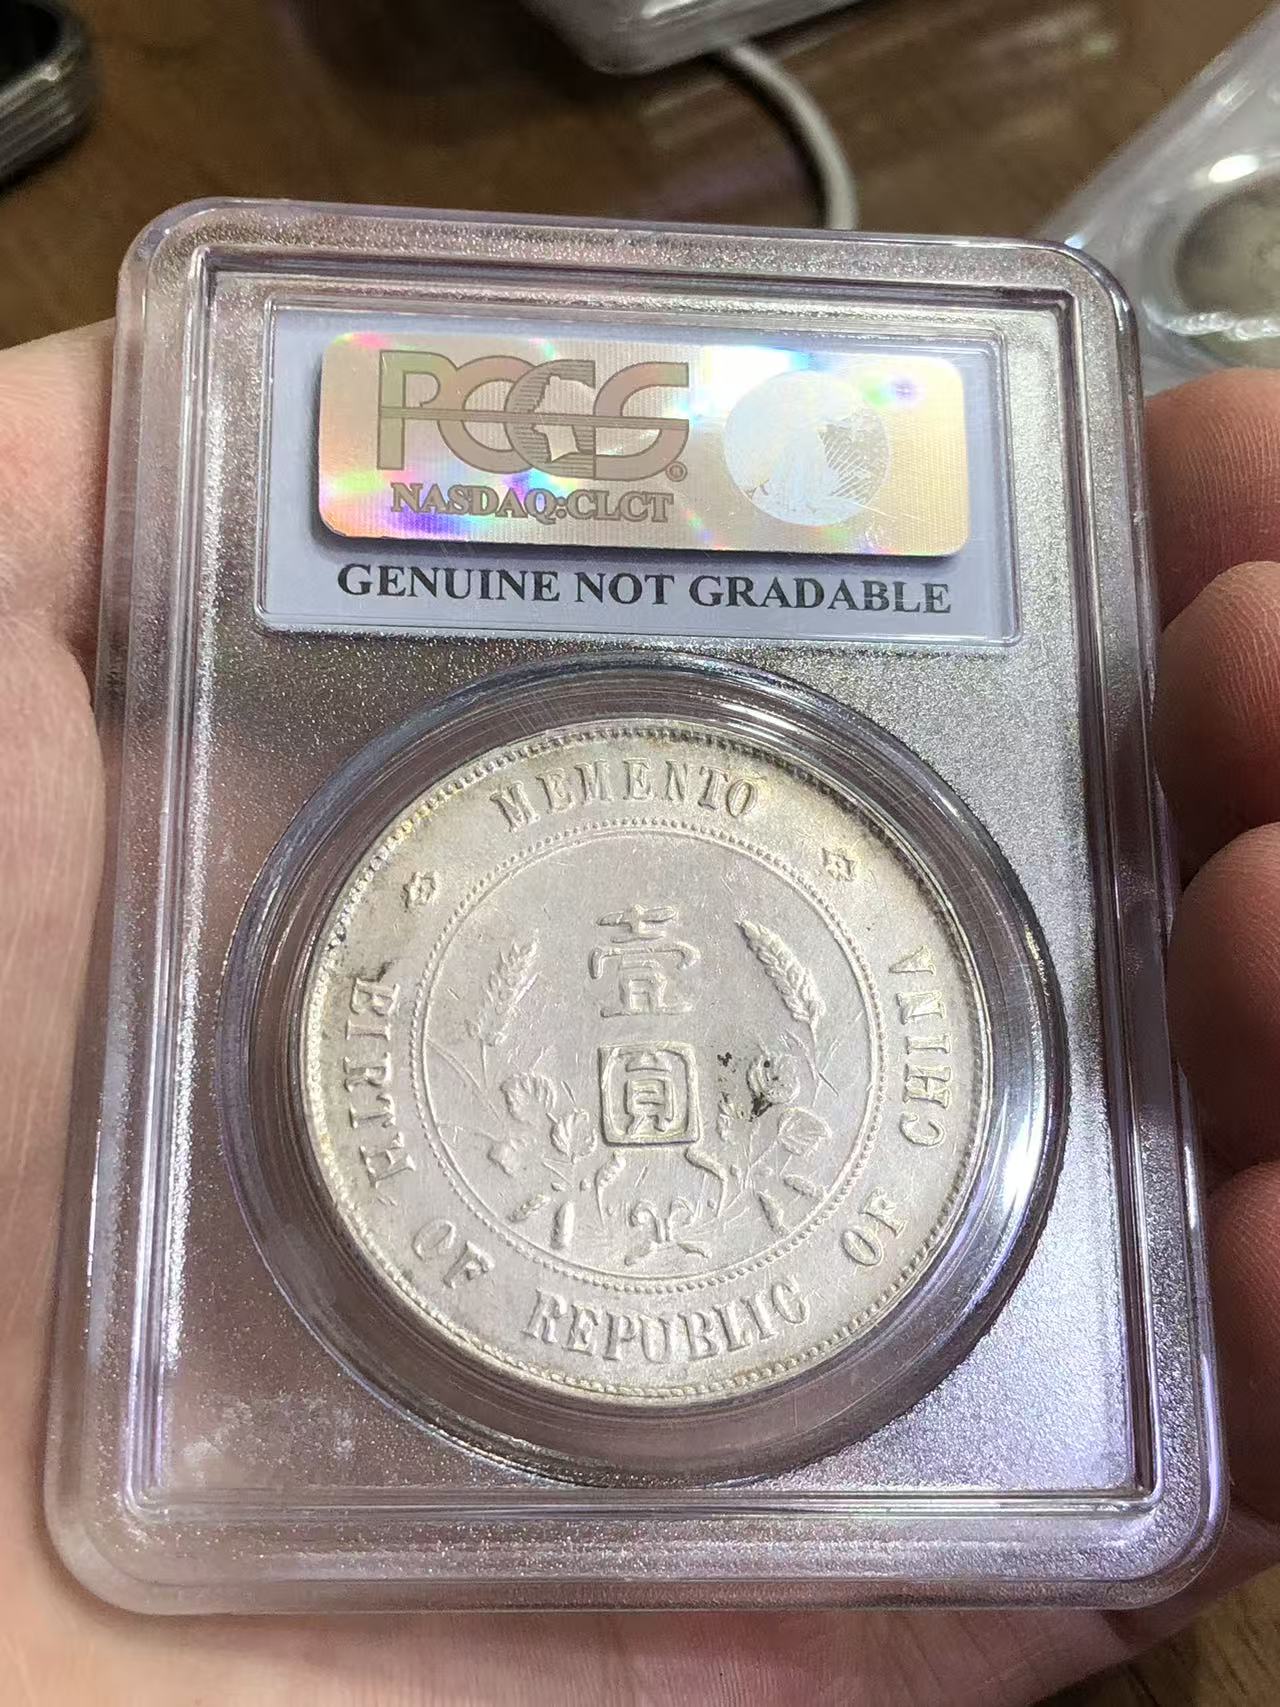 PCGS®
NASDAQ:CLCT
GENUINE NOT GRADABLE
MEMENTO
BIRTH OF REPUBLIC OF CHINA
壹
圓